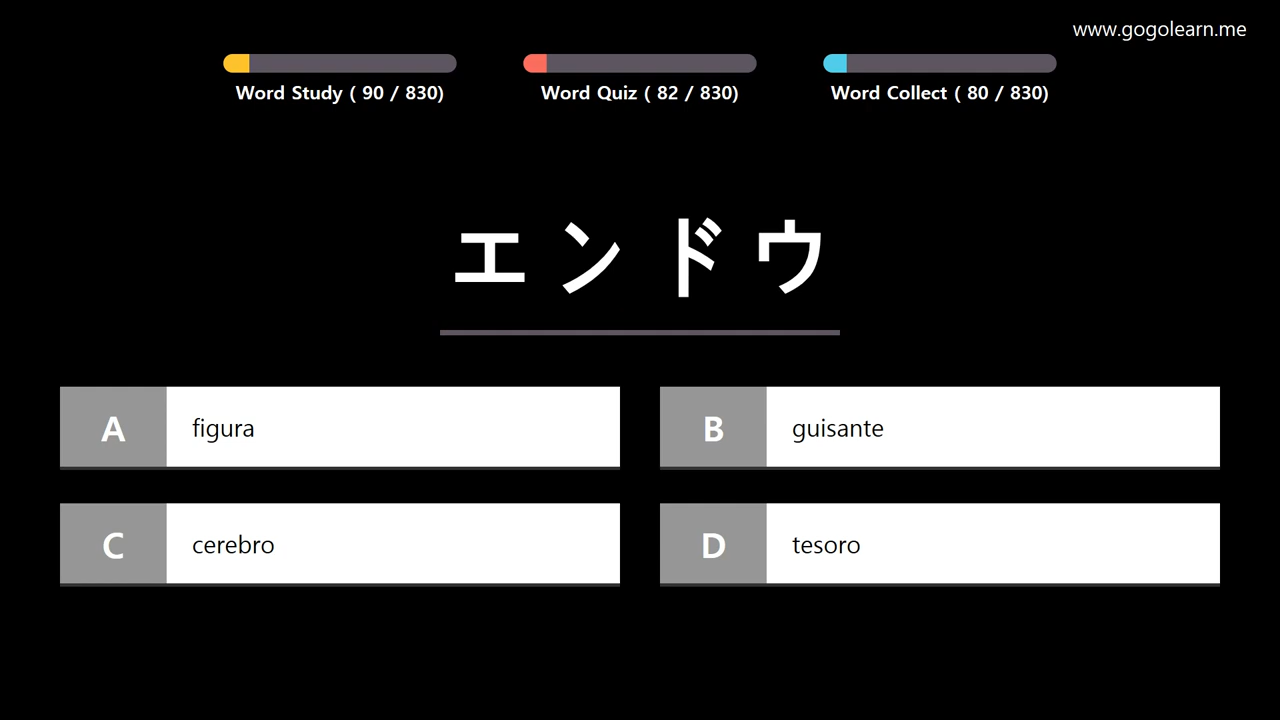 www.gogolearn.me
Word Study ( 90 / 830)
Word Quiz ( 82 / 830)
Word Collect ( 80 / 830)
エンドウ
A figura
B guisante
C cerebro
D tesoro